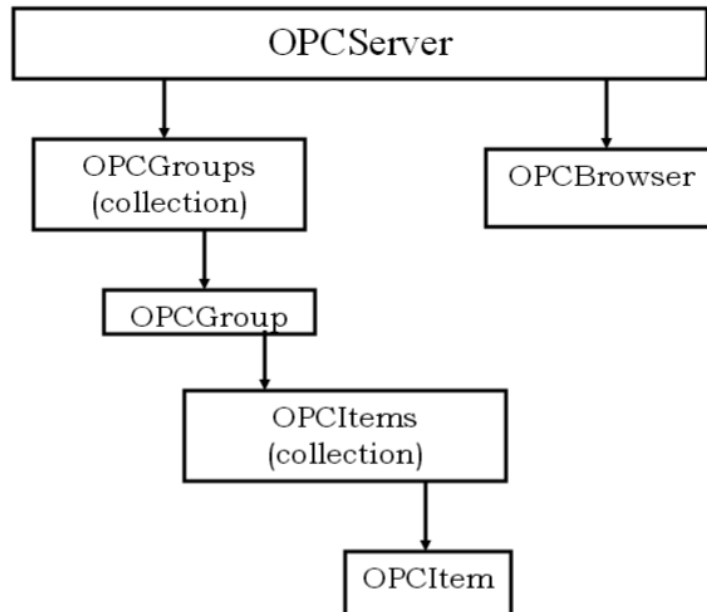 OPCServer
OPCGroups
(collection)
OPCBrowser
OPCGroup
OPCItems
(collection)
OPCItem